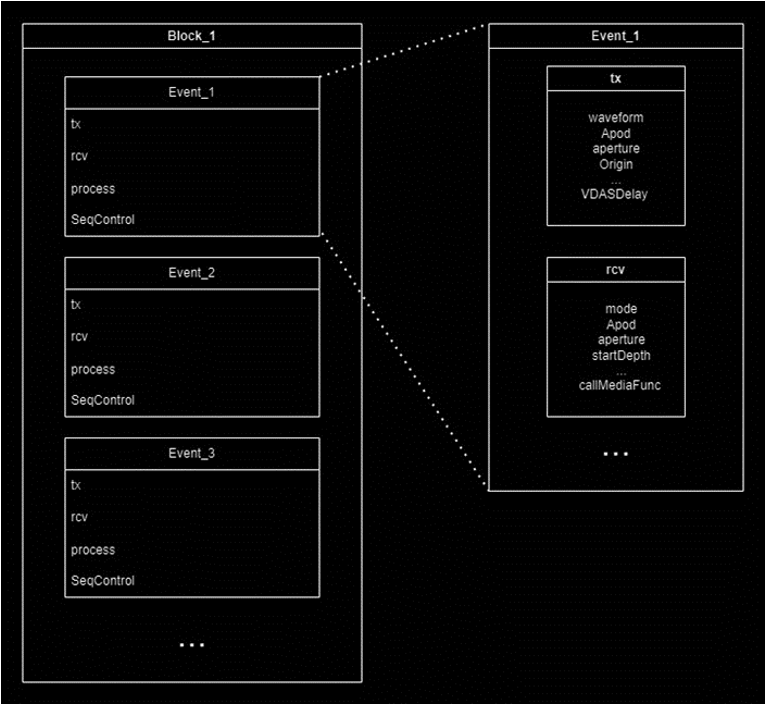 Block_1
Event_1
tx
rcv
process
SeqControl
Event_2
tx
rcv
process
SeqControl
Event_3
tx
rcv
process
SeqControl
...
Event_1
tx
waveform
Apod
aperture
Origin
...
VDASDelay
rcv
mode
Apod
aperture
startDepth
...
callMediaFunc
...